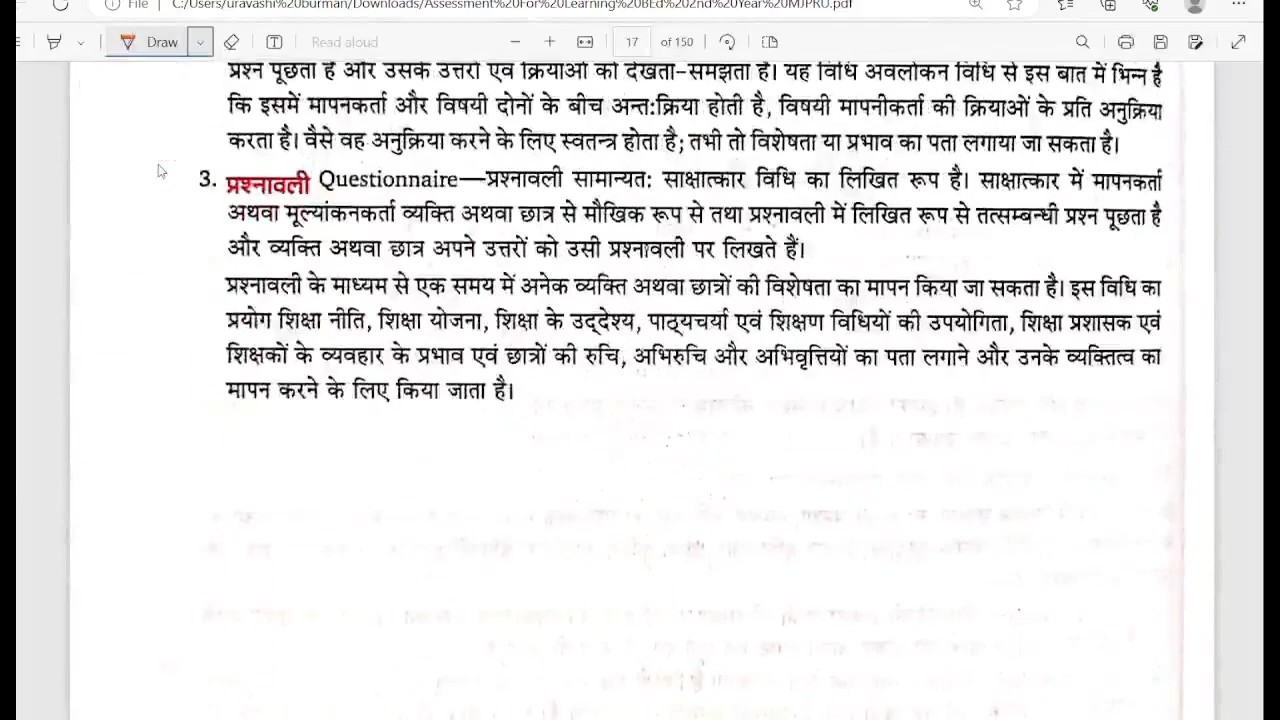 File
C:/Users/uravashi%20burman/Downloads/Assessment%20For%20Learning%20BEd%202nd%20Year%20MJPRU.pdf
Draw
Read aloud
17 of 150
प्रश्न पूछता है और उसके उत्तरों एवं क्रियाओं को देखता-समझता है। यह विधि अवलोकन विधि से इस बात में भिन्न है
कि इसमें मापनकर्ता और विषयी दोनों के बीच अन्त:क्रिया होती है, विषयी मापनीकर्ता की क्रियाओं के प्रति अनुक्रिया
करता है। वैसे वह अनुक्रिया करने के लिए स्वतन्त्र होता है; तभी तो विशेषता या प्रभाव का पता लगाया जा सकता है।
3. प्रश्नावली Questionnaire—प्रश्नावली सामान्यत: साक्षात्कार विधि का लिखित रूप है। साक्षात्कार में मापनकर्ता
अथवा मूल्यांकनकर्ता व्यक्ति अथवा छात्र से मौखिक रूप से तथा प्रश्नावली में लिखित रूप से तत्सम्बन्धी प्रश्न पूछता है
और व्यक्ति अथवा छात्र अपने उत्तरों को उसी प्रश्नावली पर लिखते हैं।
प्रश्नावली के माध्यम से एक समय में अनेक व्यक्ति अथवा छात्रों की विशेषता का मापन किया जा सकता है। इस विधि का
प्रयोग शिक्षा नीति, शिक्षा योजना, शिक्षा के उद्देश्य, पाठ्यचर्या एवं शिक्षण विधियों की उपयोगिता, शिक्षा प्रशासक एवं
शिक्षकों के व्यवहार के प्रभाव एवं छात्रों की रुचि, अभिरुचि और अभिवृत्तियों का पता लगाने और उनके व्यक्तित्व का
मापन करने के लिए किया जाता है।